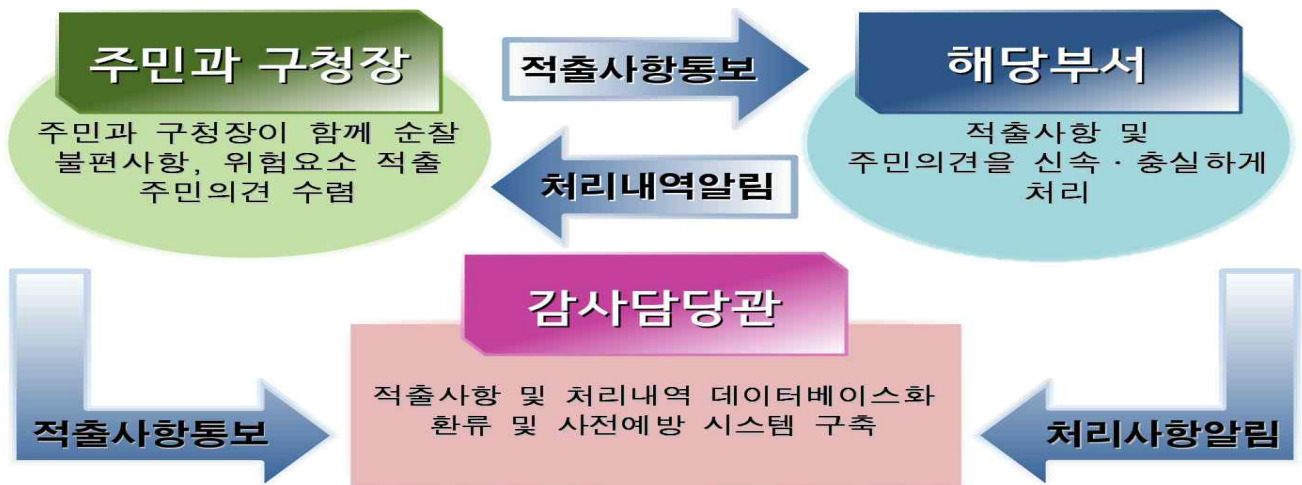 주민과 구청장
주민과 구청장이 함께 순찰
불편사항, 위험요소 적출
주민의견 수렴
적출사항통보
처리내역알림
해당부서
적출사항 및
주민의견을 신속 · 충실하게
처리
감사담당관
적출사항 및 처리내역 데이터베이스화
환류 및 사전예방 시스템 구축
적출사항통보
처리사항알림